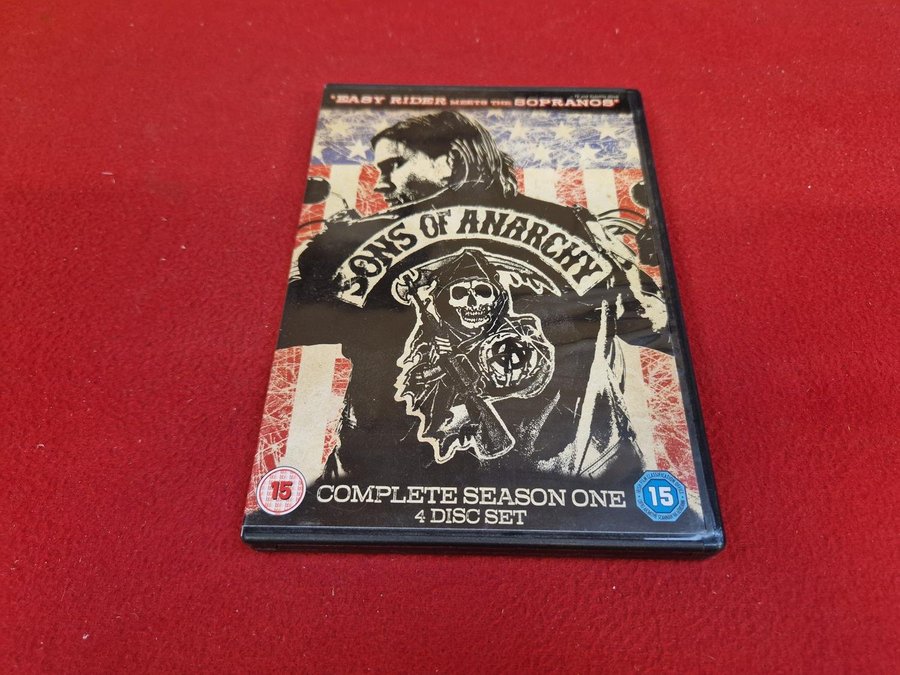 "EASY RIDER MEETS THE SOPRANOS"
SONS OF ANARCHY
15
COMPLETE SEASON ONE
4 DISC SET
15